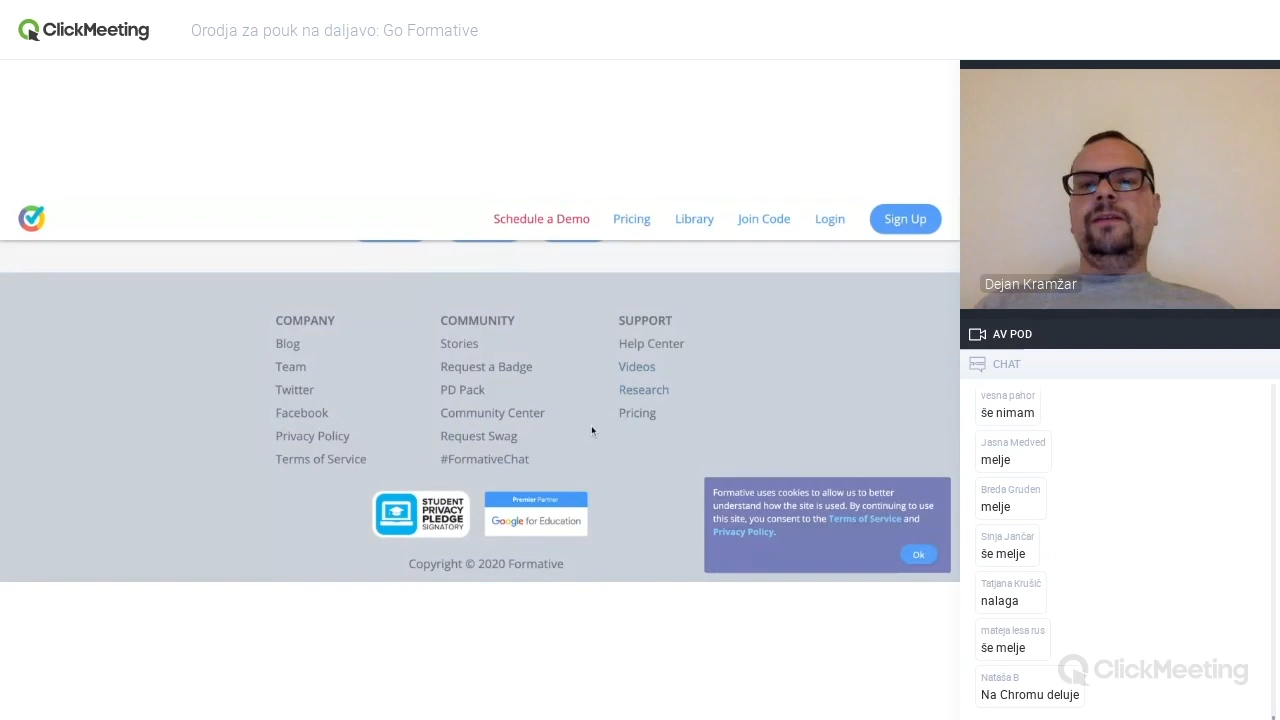 ClickMeeting
Orodja za pouk na daljavo: Go Formative
Schedule a Demo
Pricing
Library
Join Code
Login
Sign Up
COMPANY
Blog
Team
Twitter
Facebook
Privacy Policy
Terms of Service
COMMUNITY
Stories
Request a Badge
PD Pack
Community Center
Request Swag
#FormativeChat
SUPPORT
Help Center
Videos
Research
Pricing
STUDENT
PRIVACY
PLEDGE
SIGNATORY
Premier Partner
Google for Education
Copyright © 2020 Formative
Formative uses cookies to allow us to better
understand how the site is used. By continuing to use
this site, you consent to the Terms of Service and
Privacy Policy.
Ok
Dejan Kramžar
AV POD
CHAT
vesna pahor
še nimam
Jasna Medved
melje
Breda Gruden
melje
Sinja Jančar
še melje
Tatjana Krušič
nalaga
mateja lesa rus
še melje
Nataša B
Na Chromu deluje
ClickMeeting